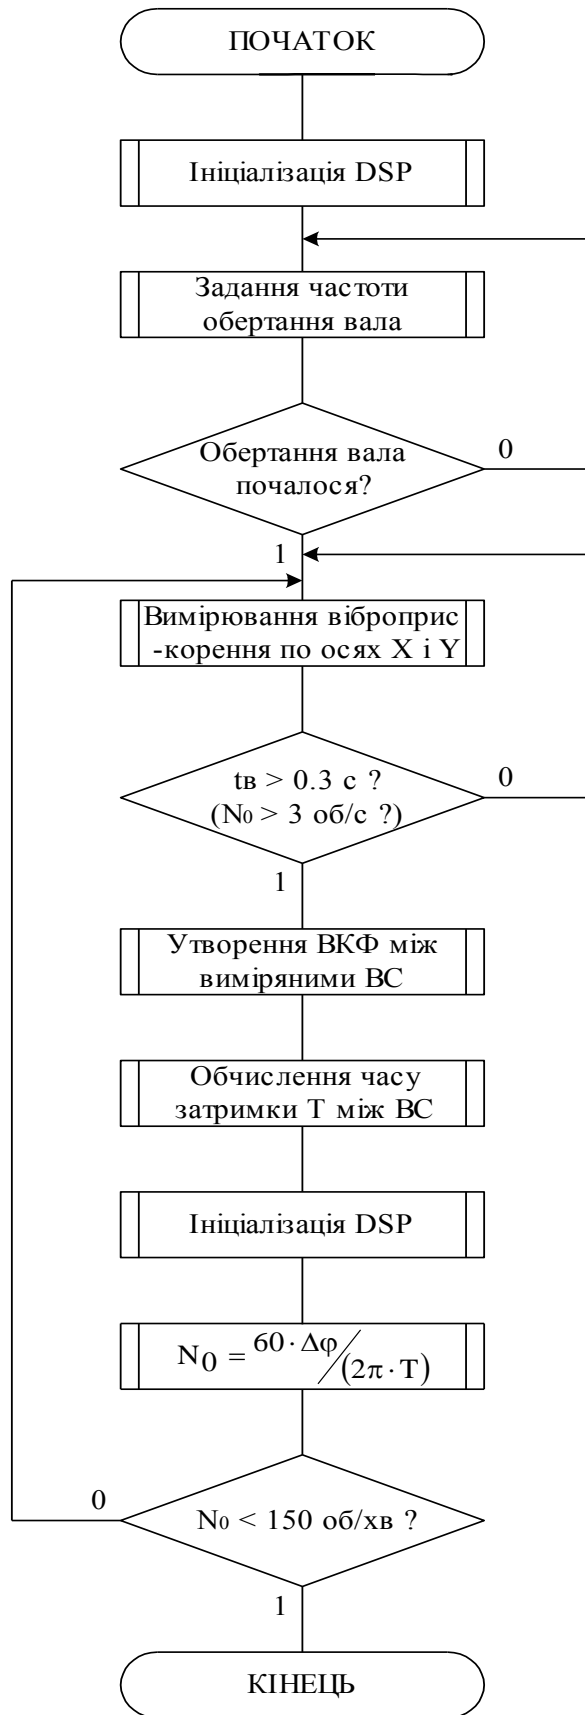 ПОЧАТОК
Ініціалізація DSP
Задання частоти
обертання вала
Обертання вала
почалося?
0
1
Вимірювання віброприс
-корення по осях X і Y
tв > 0.3 с ?
(N0 > 3 об/с ?)
0
1
Утворення ВКФ між
виміряними ВС
Обчислення часу
затримки T між ВС
Ініціалізація DSP
N0 = 60·Δφ/(2π·T)
N0 < 150 об/хв ?
0
1
КІНЕЦЬ